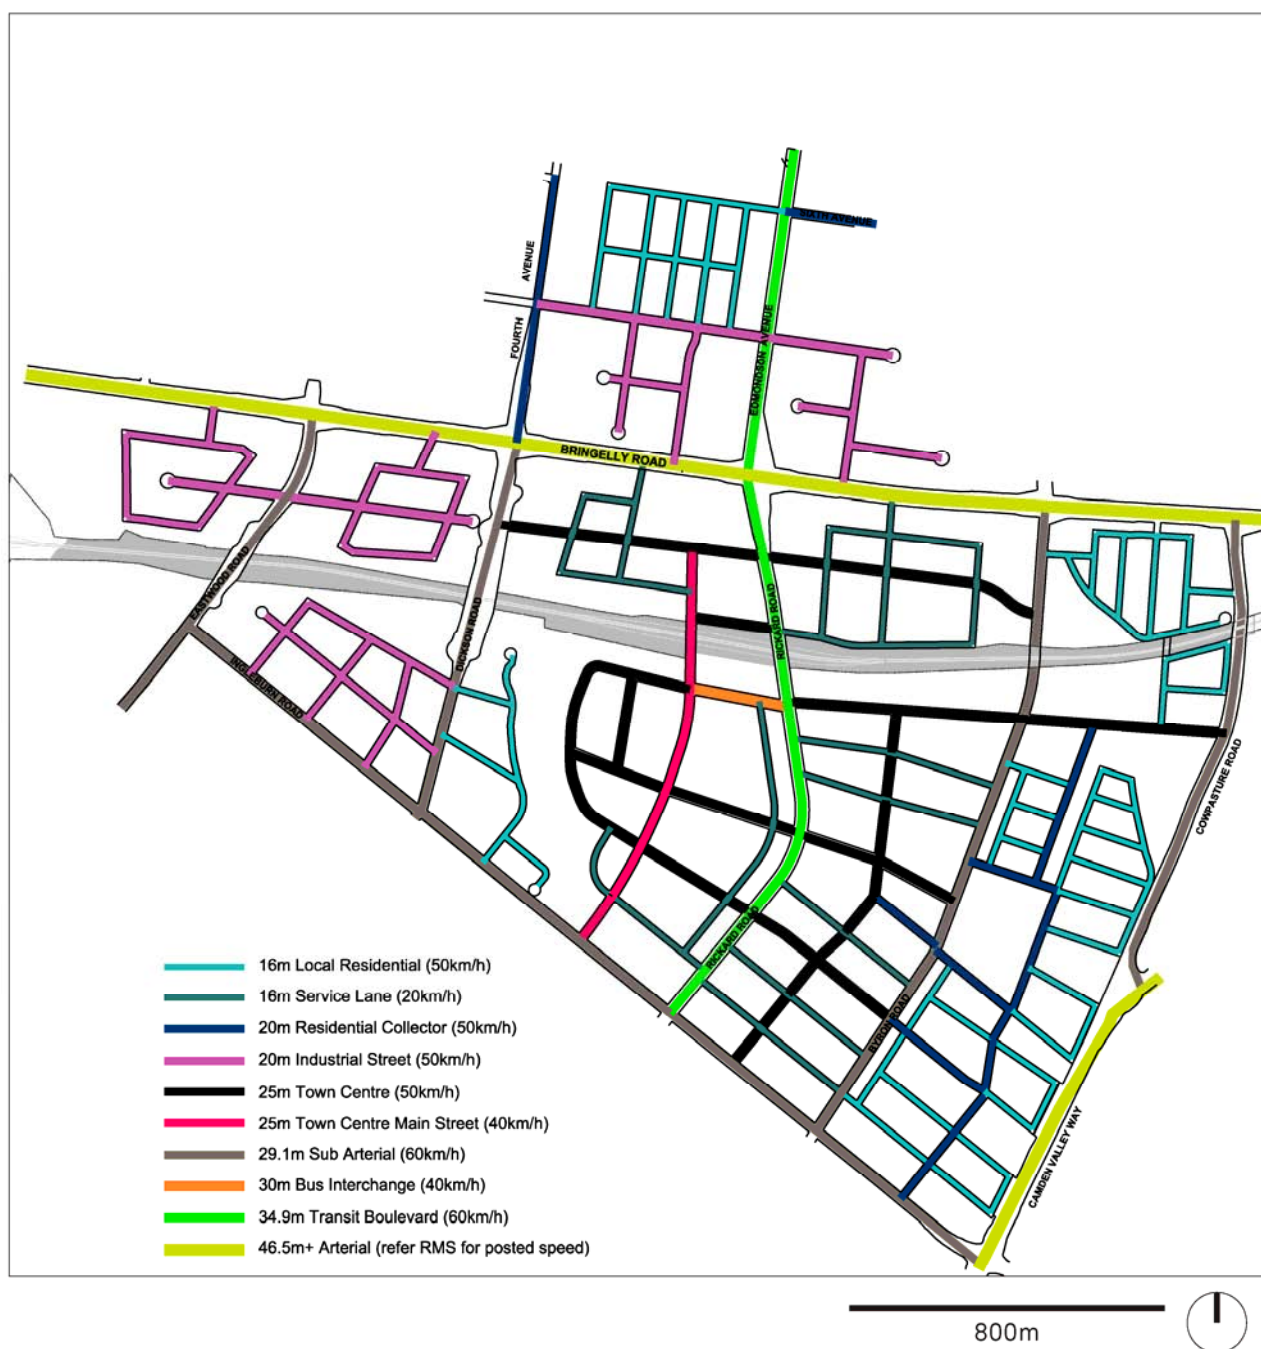 SIXTH AVENUE
FOURTH
AVENUE
EDMONDSON AVENUE
BRINGELLY ROAD
EASTWOOD ROAD
DICKSON ROAD
RICKARD ROAD
INGLEBURN ROAD
COWPASTURE ROAD
RICKARD ROAD
BYRON ROAD
CAMDEN VALLEY WAY
16m Local Residential (50km/h)
16m Service Lane (20km/h)
20m Residential Collector (50km/h)
20m Industrial Street (50km/h)
25m Town Centre (50km/h)
25m Town Centre Main Street (40km/h)
29.1m Sub Arterial (60km/h)
30m Bus Interchange (40km/h)
34.9m Transit Boulevard (60km/h)
46.5m+ Arterial (refer RMS for posted speed)
800m